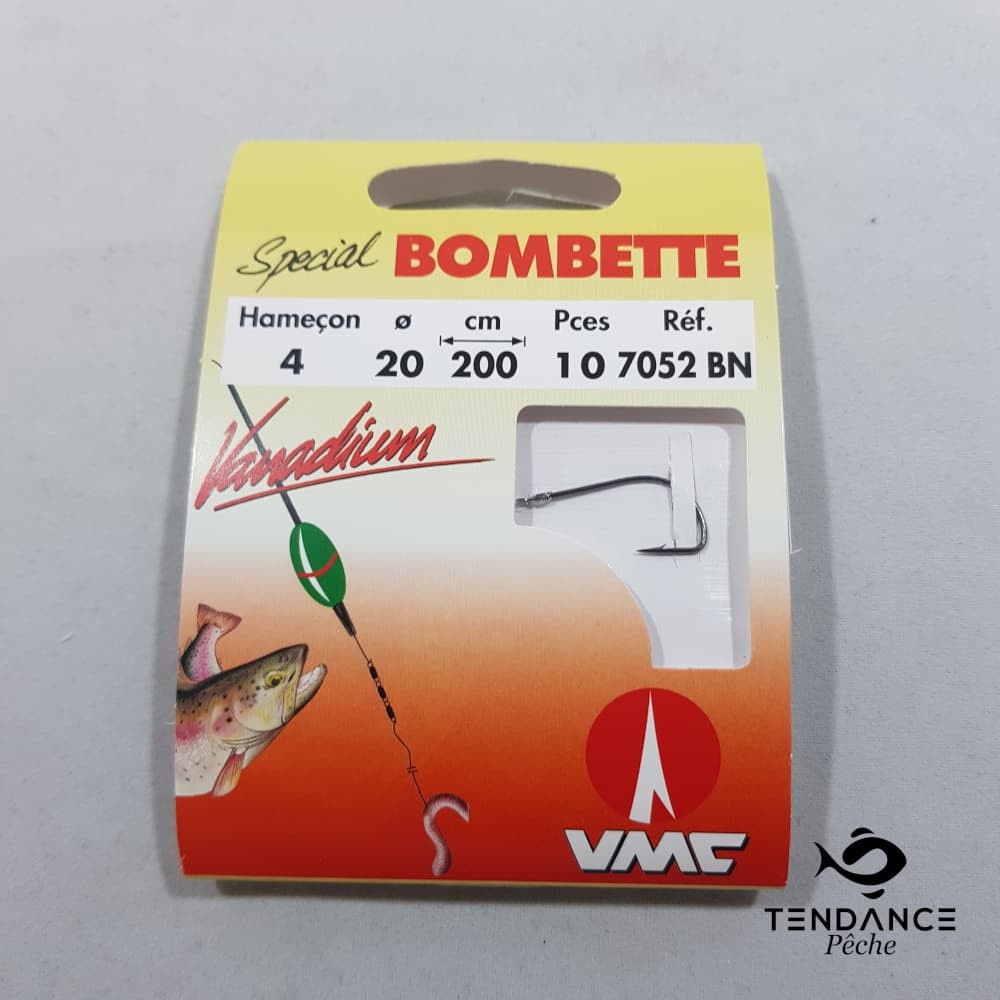 Special BOMBETTE
Hameçon ø cm Pces Réf.
4 20 200 10 7052 BN
Vanadium
VMC
TENDANCE
Pêche